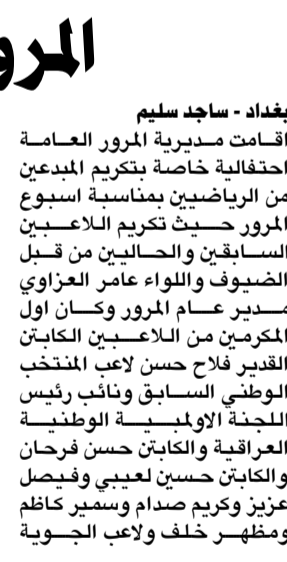 بغداد - ساجد سليم
اقامت مديرية المرور العامة
احتفالية خاصة بتكريم المبدعين
من الرياضيين بمناسبة اسبوع
المرور حيث تكريم اللاعبين
السابقين والحاليين من قبل
الضيوف واللواء عامر العزاوي
مدير عام المرور وكان اول
المكرمين من اللاعبين الكابتن
القدير فلاح حسن لاعب المنتخب
الوطني السابق ونائب رئيس
اللجنة الاولمبية الوطنية
العراقية والكابتن حسن فرحان
والكابتن حسين لعيبي وفيصل
عزيز وكريم صدام وسمير كاظم
ومظهر خلف ولاعب الجوية